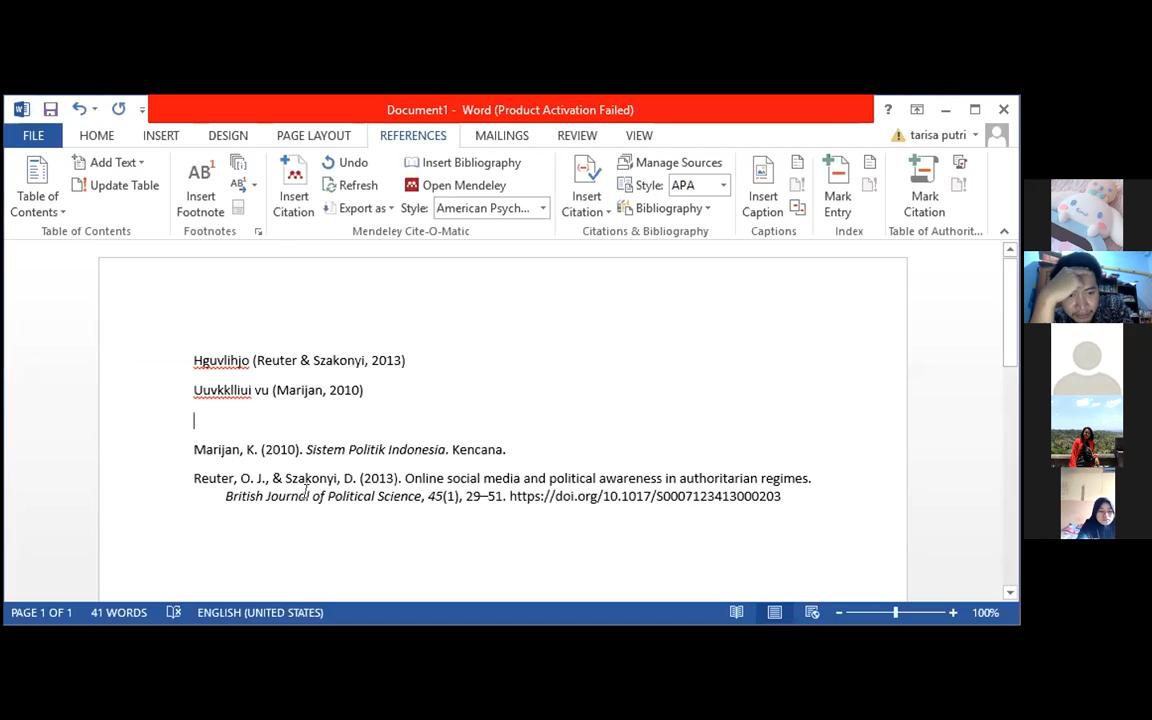 Document1 - Word (Product Activation Failed)
?
FILE HOME INSERT DESIGN PAGE LAYOUT REFERENCES MAILINGS REVIEW VIEW tarisa putri
Table of Contents
Add Text
Update Table
Table of Contents
AB1 Insert Footnote
AB
Footnotes
Insert Citation
Undo
Refresh
Export as
Insert Bibliography
Open Mendeley
Style: American Psych...
Mendeley Cite-O-Matic
Insert Citation
Manage Sources
Style: APA
Bibliography
Citations & Bibliography
Insert Caption
Captions
Mark Entry
Index
Mark Citation
Table of Authorit...
Hguvlihjo (Reuter & Szakonyi, 2013)
Uuvkklliui vu (Marijan, 2010)
Marijan, K. (2010). Sistem Politik Indonesia. Kencana.
Reuter, O. J., & Szakonyi, D. (2013). Online social media and political awareness in authoritarian regimes.
British Journal of Political Science, 45(1), 29–51. https://doi.org/10.1017/S0007123413000203
PAGE 1 OF 1 41 WORDS ENGLISH (UNITED STATES) 100%